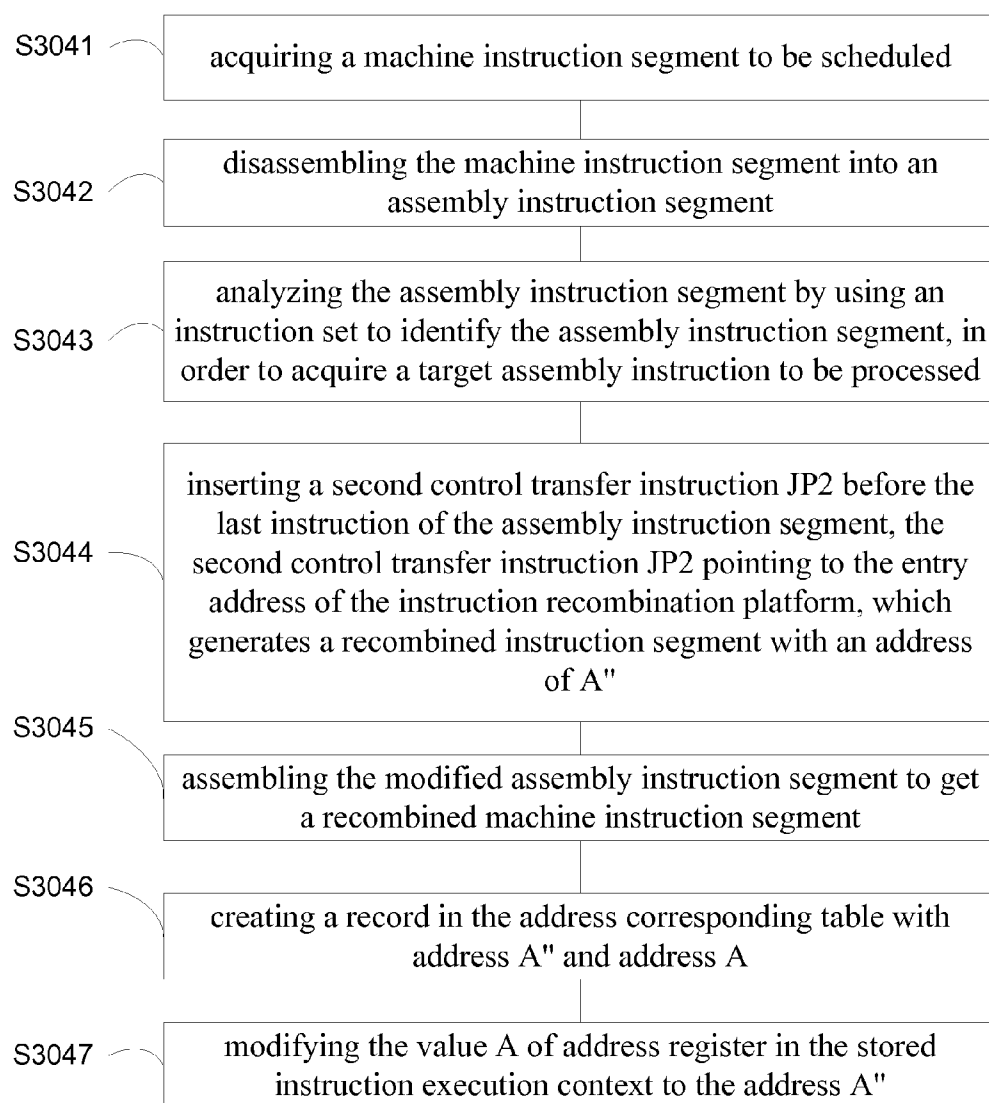 S3041
acquiring a machine instruction segment to be scheduled
S3042
disassembling the machine instruction segment into an
assembly instruction segment
S3043
analyzing the assembly instruction segment by using an
instruction set to identify the assembly instruction segment, in
order to acquire a target assembly instruction to be processed
S3044
inserting a second control transfer instruction JP2 before the
last instruction of the assembly instruction segment, the
second control transfer instruction JP2 pointing to the entry
address of the instruction recombination platform, which
generates a recombined instruction segment with an address
of A"
S3045
assembling the modified assembly instruction segment to get
a recombined machine instruction segment
S3046
creating a record in the address corresponding table with
address A" and address A
S3047
modifying the value A of address register in the stored
instruction execution context to the address A"